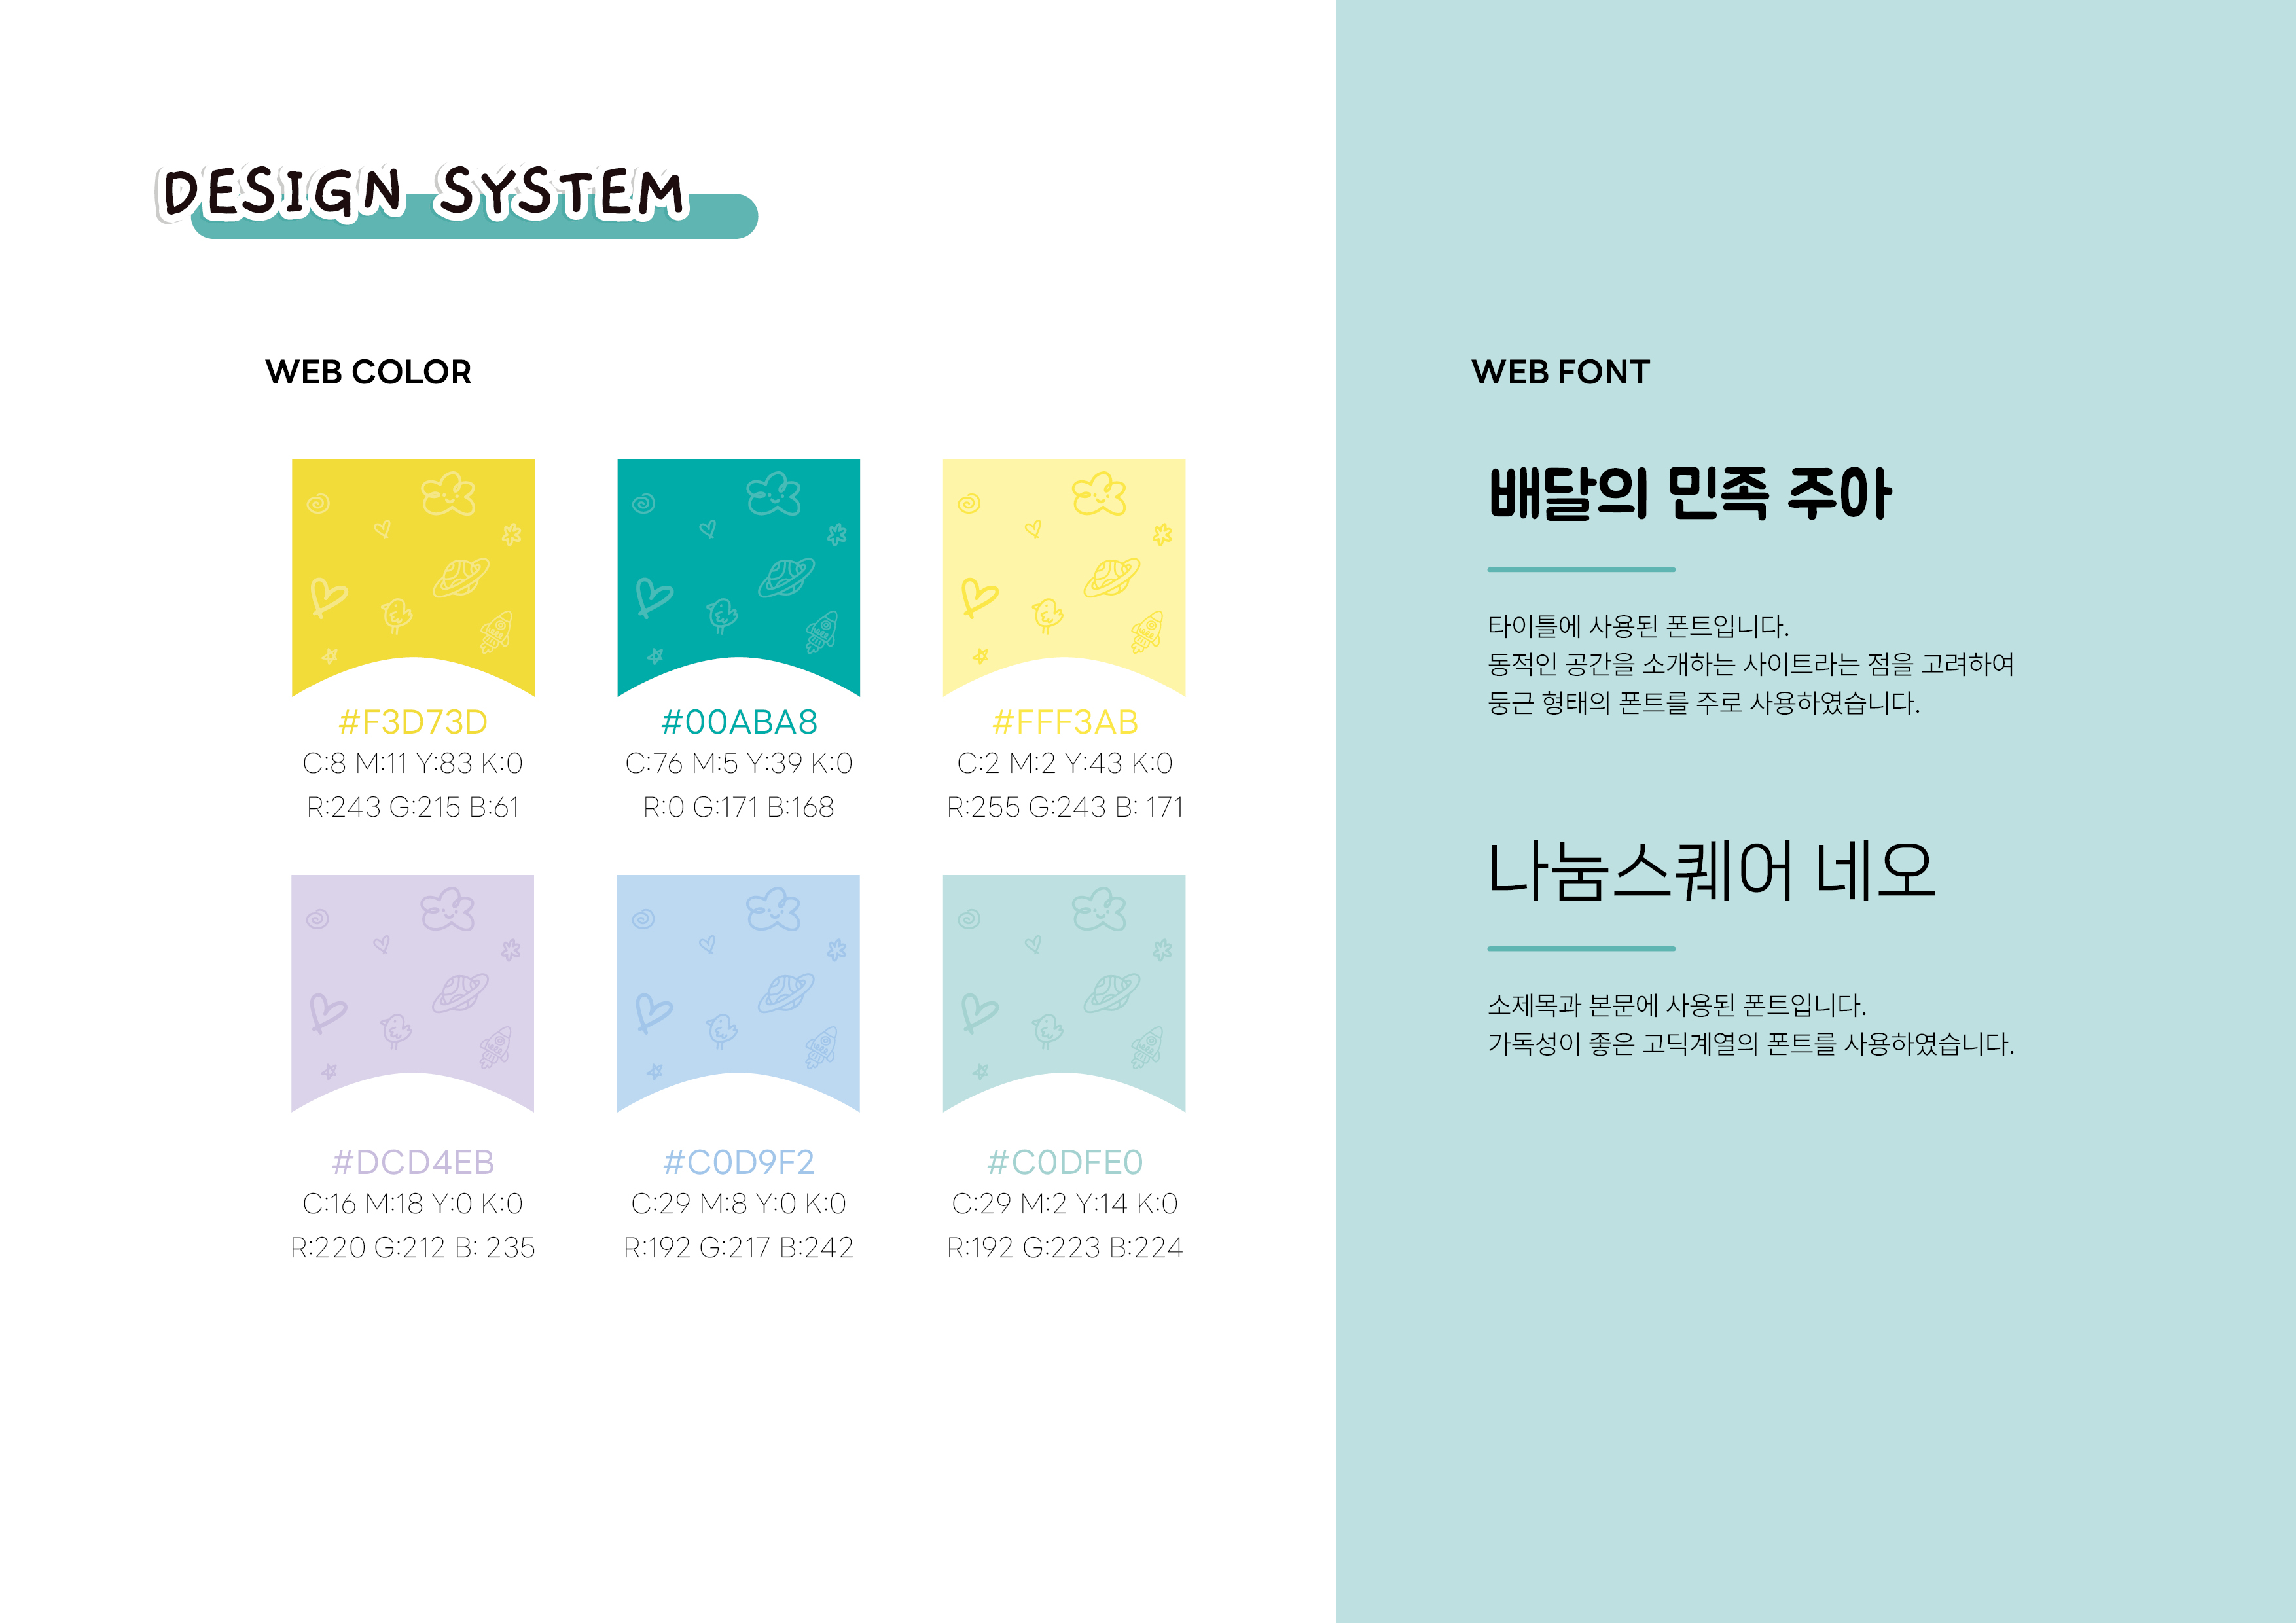 DESIGN SYSTEM
WEB COLOR
#F3D73D
C:8 M:11 Y:83 K:0
R:243 G:215 B:61
#00ABA8
C:76 M:5 Y:39 K:0
R:0 G:171 B:168
#FFF3AB
C:2 M:2 Y:43 K:0
R:255 G:243 B: 171
#DCD4EB
C:16 M:18 Y:0 K:0
R:220 G:212 B: 235
#C0D9F2
C:29 M:8 Y:0 K:0
R:192 G:217 B:242
#C0DFE0
C:29 M:2 Y:14 K:0
R:192 G:223 B:224
WEB FONT
배달의 민족 주아
타이틀에 사용된 폰트입니다.
동적인 공간을 소개하는 사이트라는 점을 고려하여
둥근 형태의 폰트를 주로 사용하였습니다.
나눔스퀘어 네오
소제목과 본문에 사용된 폰트입니다.
가독성이 좋은 고딕계열의 폰트를 사용하였습니다.